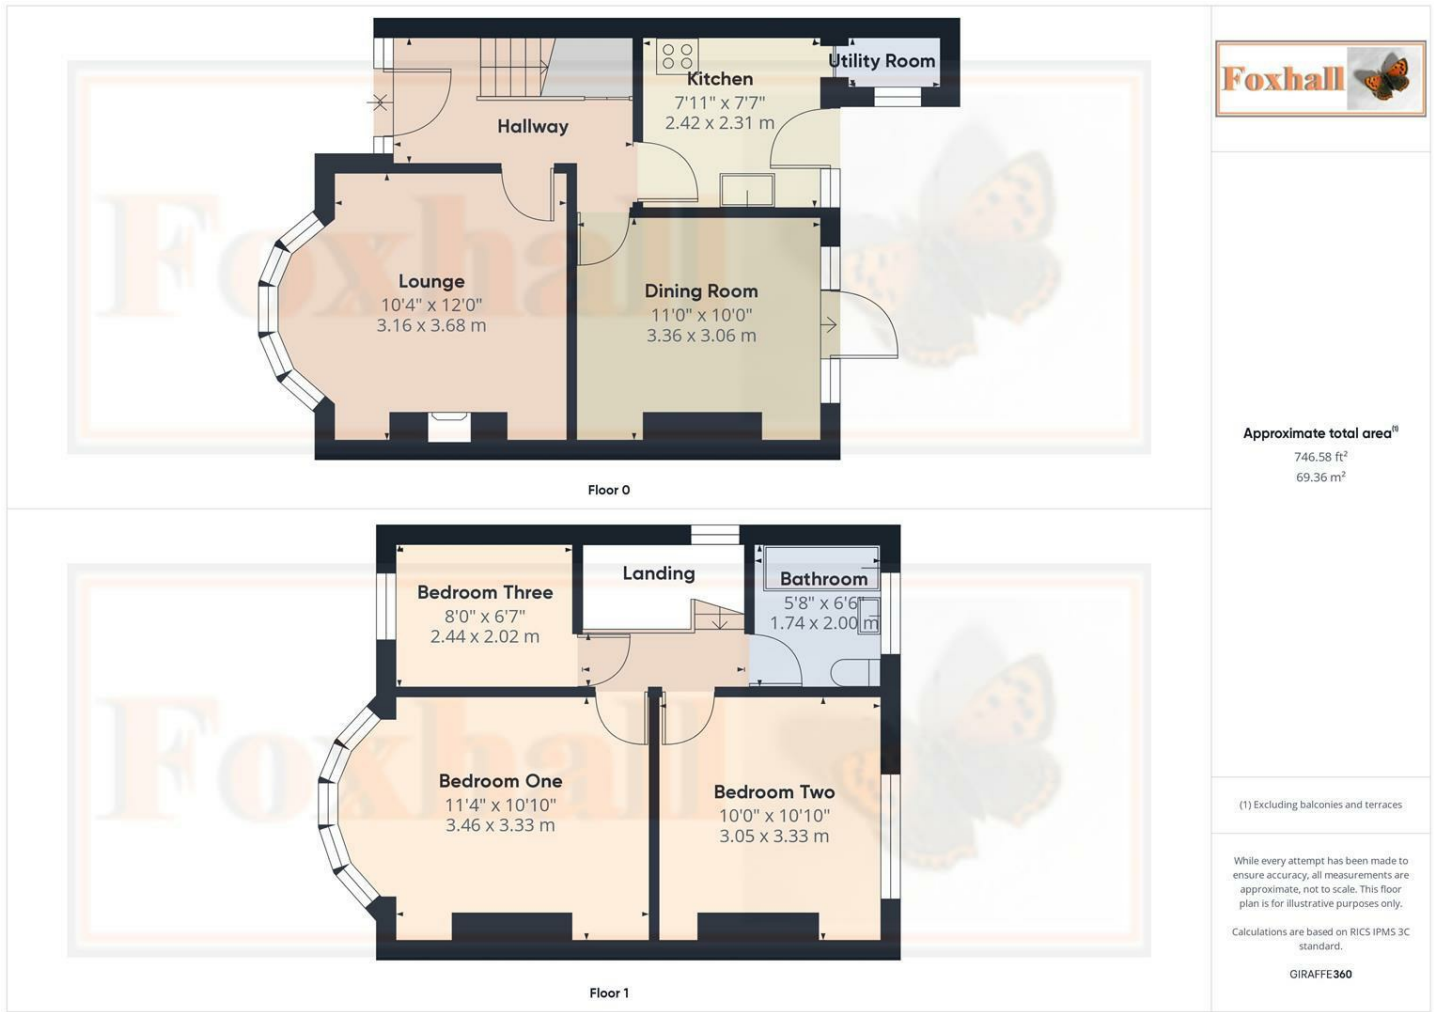 Utility Room
Kitchen
7'11" x 7'7"
2.42 x 2.31 m
Hallway
Lounge
10'4" x 12'0"
3.16 x 3.68 m
Dining Room
11'0" x 10'0"
3.36 x 3.06 m
Foxhall
Floor 0
Landing
Bathroom
5'8" x 6'6"
1.74 x 2.00 m
Bedroom Three
8'0" x 6'7"
2.44 x 2.02 m
Bedroom One
11'4" x 10'10"
3.46 x 3.33 m
Bedroom Two
10'0" x 10'10"
3.05 x 3.33 m
Foxhall
Floor 1
Foxhall
Approximate total area(1)
746.58 ft²
69.36 m²
(1) Excluding balconies and terraces
While every attempt has been made to
ensure accuracy, all measurements are
approximate, not to scale. This floor
plan is for illustrative purposes only.
Calculations are based on RICS IPMS 3C
standard.
GIRAFFE360